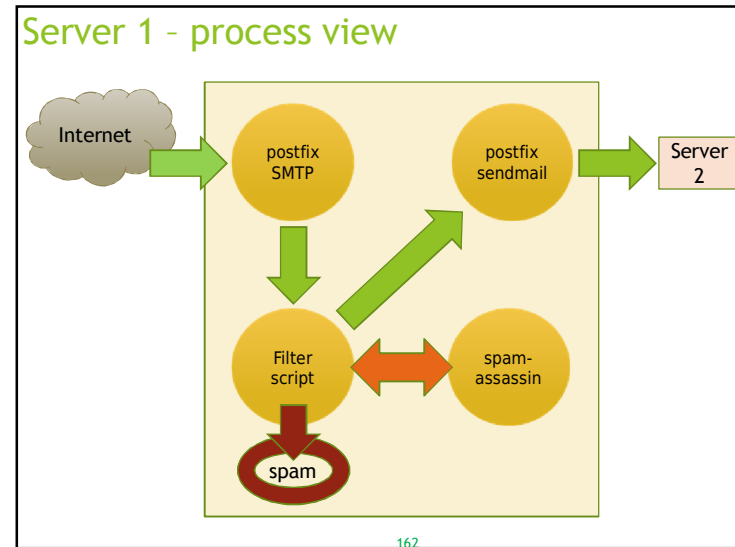 Server 1 – process view
Internet
postfix
SMTP
postfix
sendmail
Server
2
Filter
script
spam-
assassin
spam
162